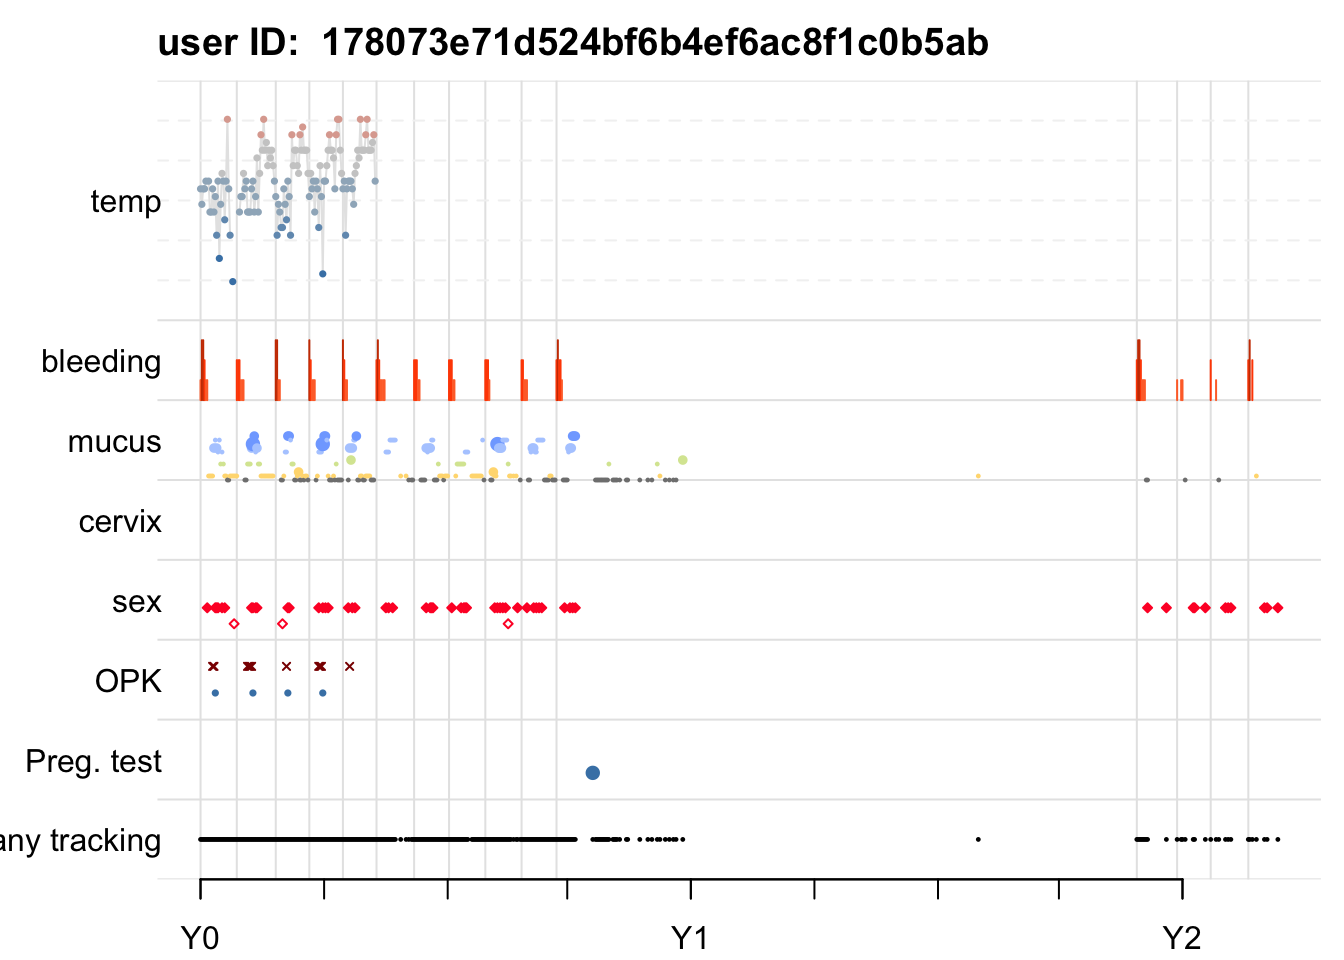 user ID:  178073e71d524bf6b4ef6ac8f1c0b5ab
temp
bleeding
mucus
cervix
sex
OPK
Preg. test
any tracking
Y0 Y1 Y2